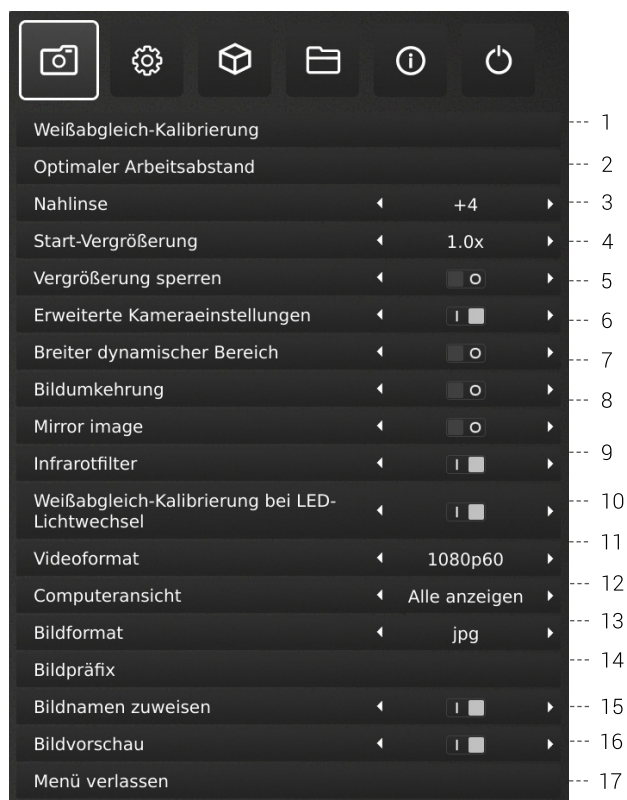 Weißabgleich-Kalibrierung --- 1
Optimaler Arbeitsabstand --- 2
Nahlinse +4 --- 3
Start-Vergrößerung 1.0x --- 4
Vergrößerung sperren O --- 5
Erweiterte Kameraeinstellungen I --- 6
Breiter dynamischer Bereich O --- 7
Bildumkehrung O --- 8
Mirror image O
Infrarotfilter I --- 9
Weißabgleich-Kalibrierung bei LED- I --- 10
Lichtwechsel
Videoformat 1080p60 --- 11
Computeransicht Alle anzeigen --- 12
Bildformat jpg --- 13
Bildpräfix --- 14
Bildnamen zuweisen I --- 15
Bildvorschau I --- 16
Menü verlassen --- 17